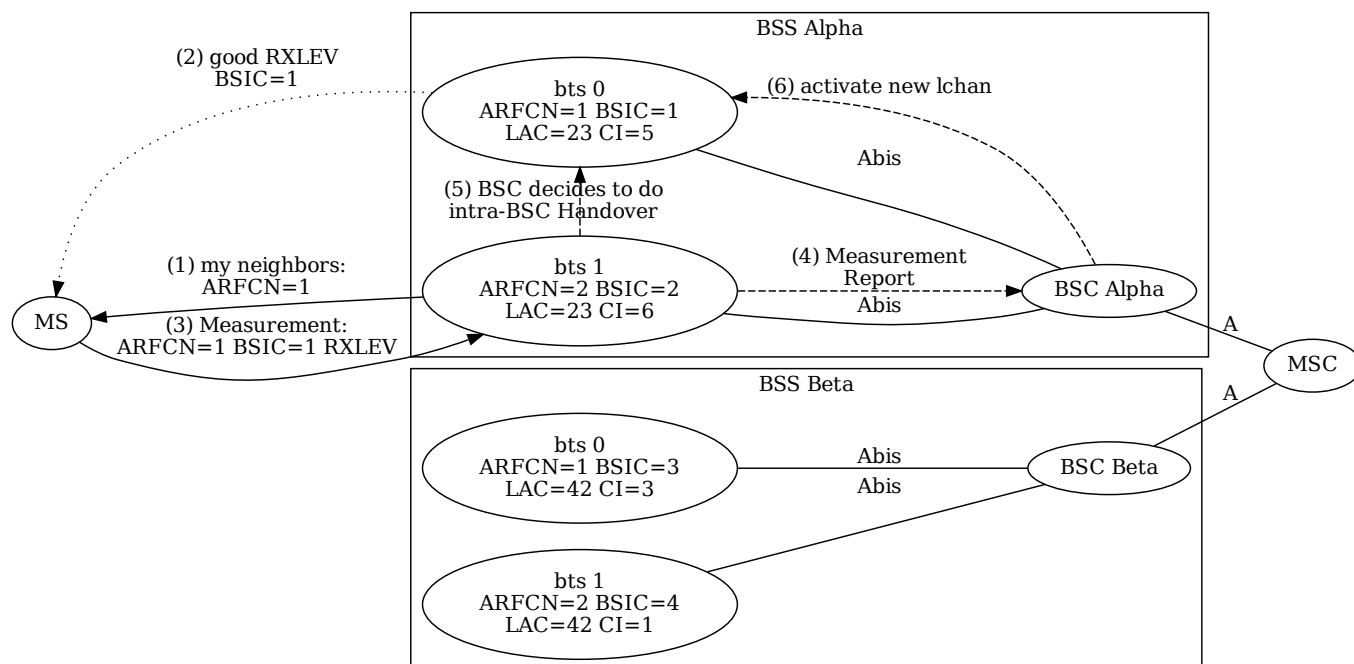 BSS Alpha
(2) good RXLEV
BSIC=1
bts 0
ARFCN=1 BSIC=1
LAC=23 CI=5
(6) activate new lchan
Abis
(5) BSC decides to do
intra-BSC Handover
(1) my neighbors:
ARFCN=1
bts 1
ARFCN=2 BSIC=2
LAC=23 CI=6
(4) Measurement
Report
Abis
BSC Alpha
MS
(3) Measurement:
ARFCN=1 BSIC=1 RXLEV
A
MSC
A
BSS Beta
bts 0
ARFCN=1 BSIC=3
LAC=42 CI=3
Abis
Abis
BSC Beta
bts 1
ARFCN=2 BSIC=4
LAC=42 CI=1